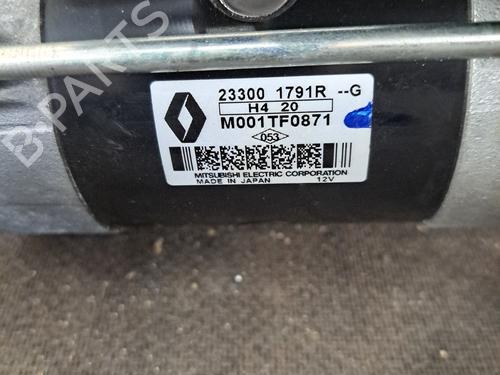 B-PARTS
23300 1791R --G
H4 20
M001TF0871
053
MITSUBISHI ELECTRIC CORPORATION
MADE IN JAPAN 12V